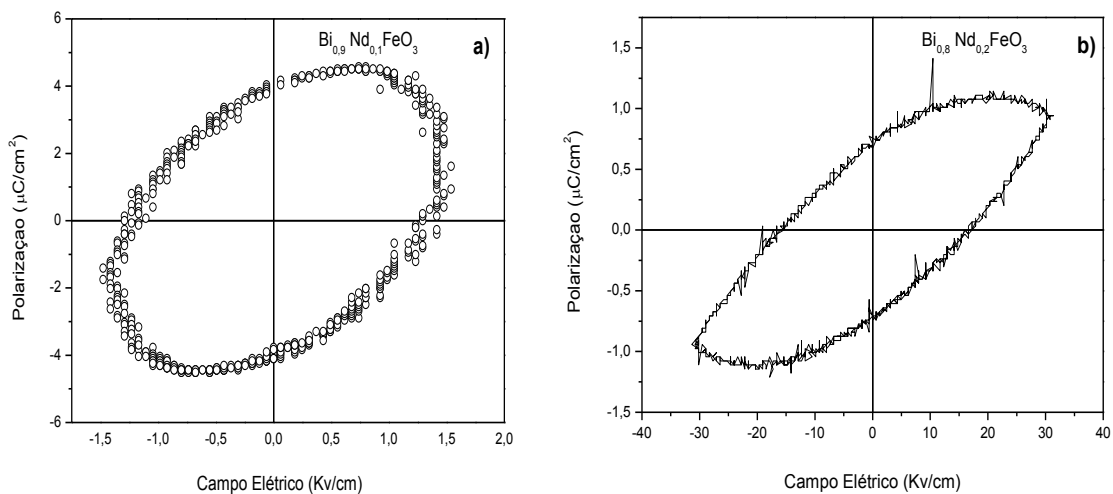 Bi0,9 Nd0,1FeO3
a)
Polarizaçao ( μC/cm2)
6
4
2
0
-2
-4
-6
-1,5 -1,0 -0,5 0,0 0,5 1,0 1,5 2,0
Campo Elétrico (Kv/cm)
Bi0,8 Nd0,2FeO3
b)
Polarizaçao ( μC/cm2)
1,5
1,0
0,5
0,0
-0,5
-1,0
-1,5
-40 -30 -20 -10 0 10 20 30 40
Campo Elétrico (Kv/cm)